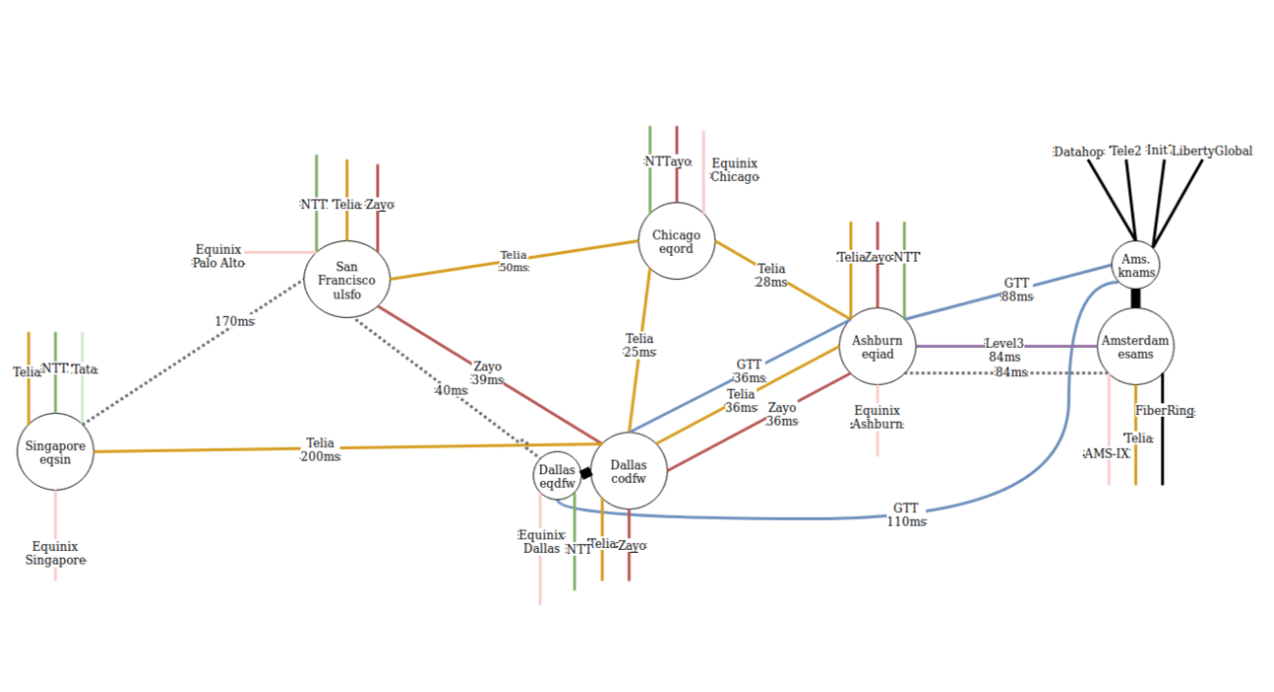 Datahop
Tele2
Init7
LibertyGlobal
NTT
Equinix
Chicago
NTT
Telia
Zayo
Chicago
eqord
Equinix
Palo Alto
San
Francisco
ulsfo
Telia
50ms
Telia
28ms
Telia
Zayo
NTT
Ams.
knams
GTT
88ms
170ms
Telia
25ms
Ashburn
eqiad
Level3
84ms
84ms
Amsterdam
esams
Telia
NTT
Tata
Zayo
39ms
40ms
GTT
36ms
Telia
36ms
Zayo
36ms
Equinix
Ashburn
FiberRing
Telia
AMS-IX
Singapore
eqsin
Telia
200ms
Dallas
eqdfw
Dallas
codfw
GTT
110ms
Equinix
Dallas
NTT
Telia
Zayo
Equinix
Singapore